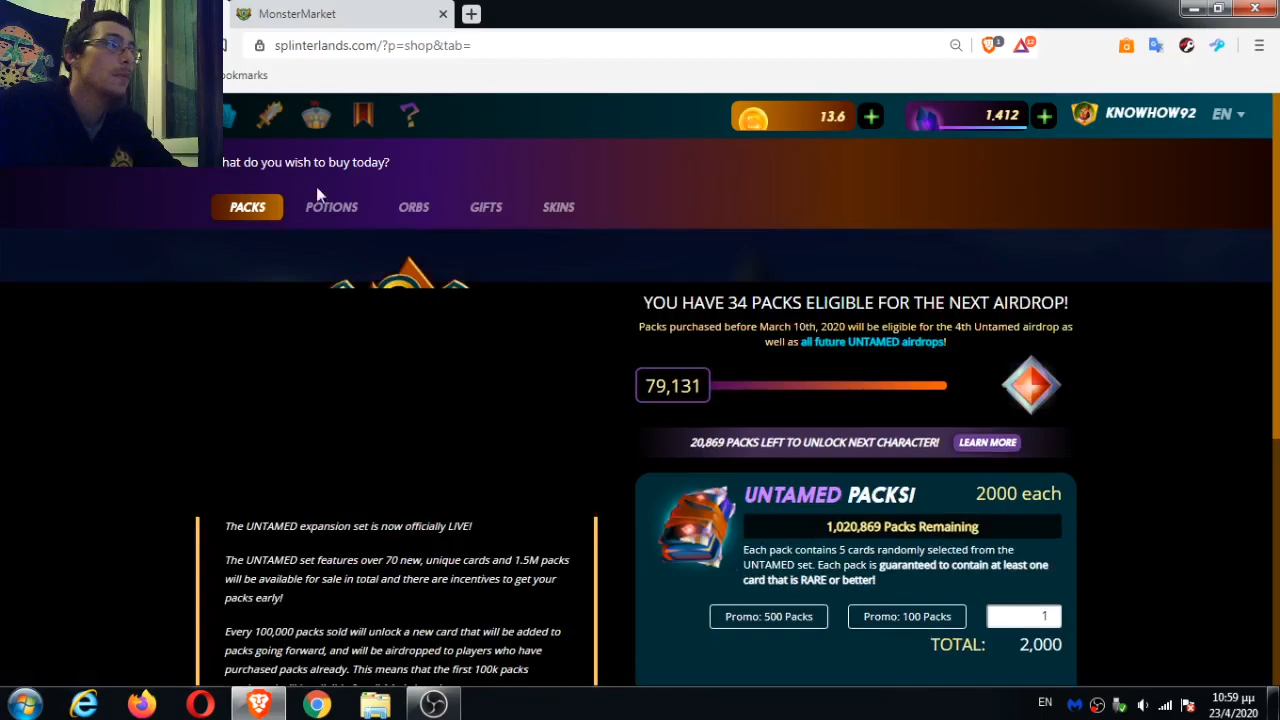 MonsterMarket
splinterlands.com/?p=shop&tab=
1
12
okmarks
13.6
1.412
KNOWHOW92
EN
hat do you wish to buy today?
PACKS
POTIONS
ORBS
GIFTS
SKINS
YOU HAVE 34 PACKS ELIGIBLE FOR THE NEXT AIRDROP!
Packs purchased before March 10th, 2020 will be eligible for the 4th Untamed airdrop as
well as all future UNTAMED airdrops!
79,131
20,869 PACKS LEFT TO UNLOCK NEXT CHARACTER!
LEARN MORE
The UNTAMED expansion set is now officially LIVE!
The UNTAMED set features over 70 new, unique cards and 1.5M packs
will be available for sale in total and there are incentives to get your
packs early!
Every 100,000 packs sold will unlock a new card that will be added to
packs going forward, and will be airdropped to players who have
purchased packs already. This means that the first 100k packs
UNTAMED PACKS!
2000 each
1,020,869 Packs Remaining
Each pack contains 5 cards randomly selected from the
UNTAMED set. Each pack is guaranteed to contain at least one
card that is RARE or better!
Promo: 500 Packs
Promo: 100 Packs
1
TOTAL: 2,000
EN
10:59 μμ
23/4/2020